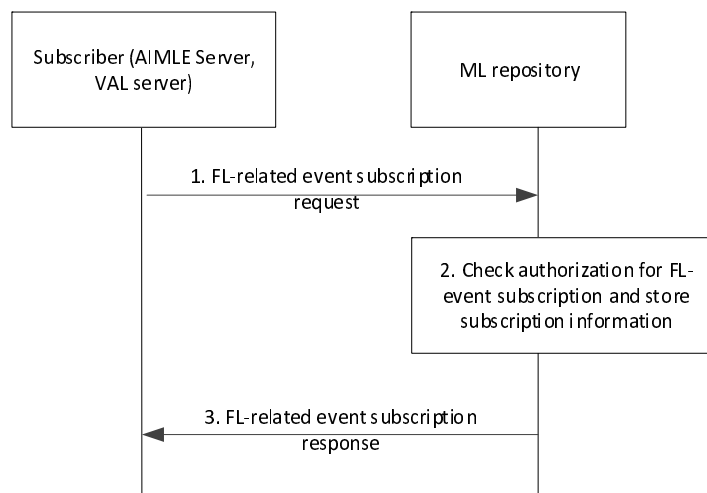 Subscriber (AIMLE Server,
VAL server)
ML repository
1. FL-related event subscription
request
2. Check authorization for FL-
event subscription and store
subscription information
3. FL-related event subscription
response